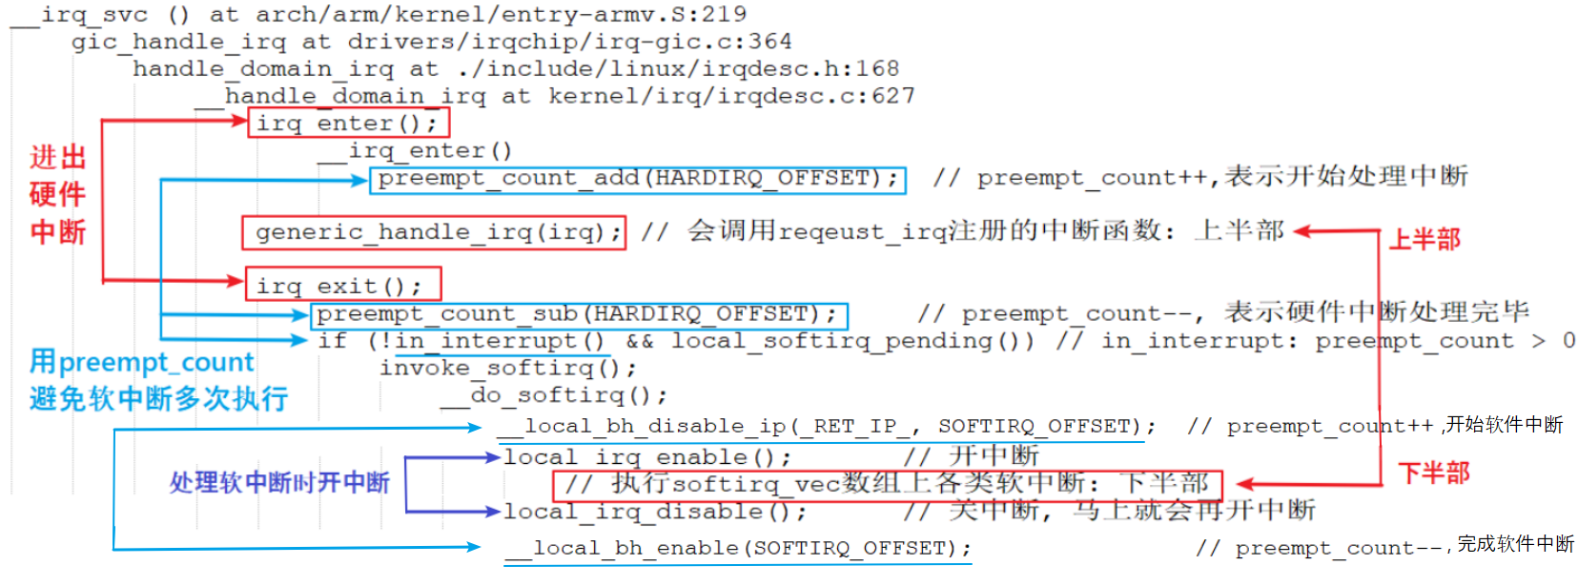 __irq_svc () at arch/arm/kernel/entry-armv.S:219
gic_handle_irq at drivers/irqchip/irq-gic.c:364
handle_domain_irq at ./include/linux/irqdesc.h:168
__handle_domain_irq at kernel/irq/irqdesc.c:627
irq_enter();
__irq_enter()
进出
硬件
中断
preempt_count_add(HARDIRQ_OFFSET); // preempt_count++,表示开始处理中断
generic_handle_irq(irq); // 会调用reqeust_irq注册的中断函数: 上半部
上半部
irq_exit();
preempt_count_sub(HARDIRQ_OFFSET); // preempt_count--, 表示硬件中断处理完毕
if (!in_interrupt() && local_softirq_pending()) // in_interrupt: preempt_count > 0
用preempt_count
避免软中断多次执行
invoke_softirq();
__do_softirq();
__local_bh_disable_ip(_RET_IP_, SOFTIRQ_OFFSET); // preempt_count++ ,开始软件中断
local_irq_enable(); // 开中断
处理软中断时开中断
// 执行softirq_vec数组上各类软中断: 下半部
下半部
local_irq_disable(); // 关中断, 马上就会再开中断
__local_bh_enable(SOFTIRQ_OFFSET); // preempt_count--, 完成软件中断